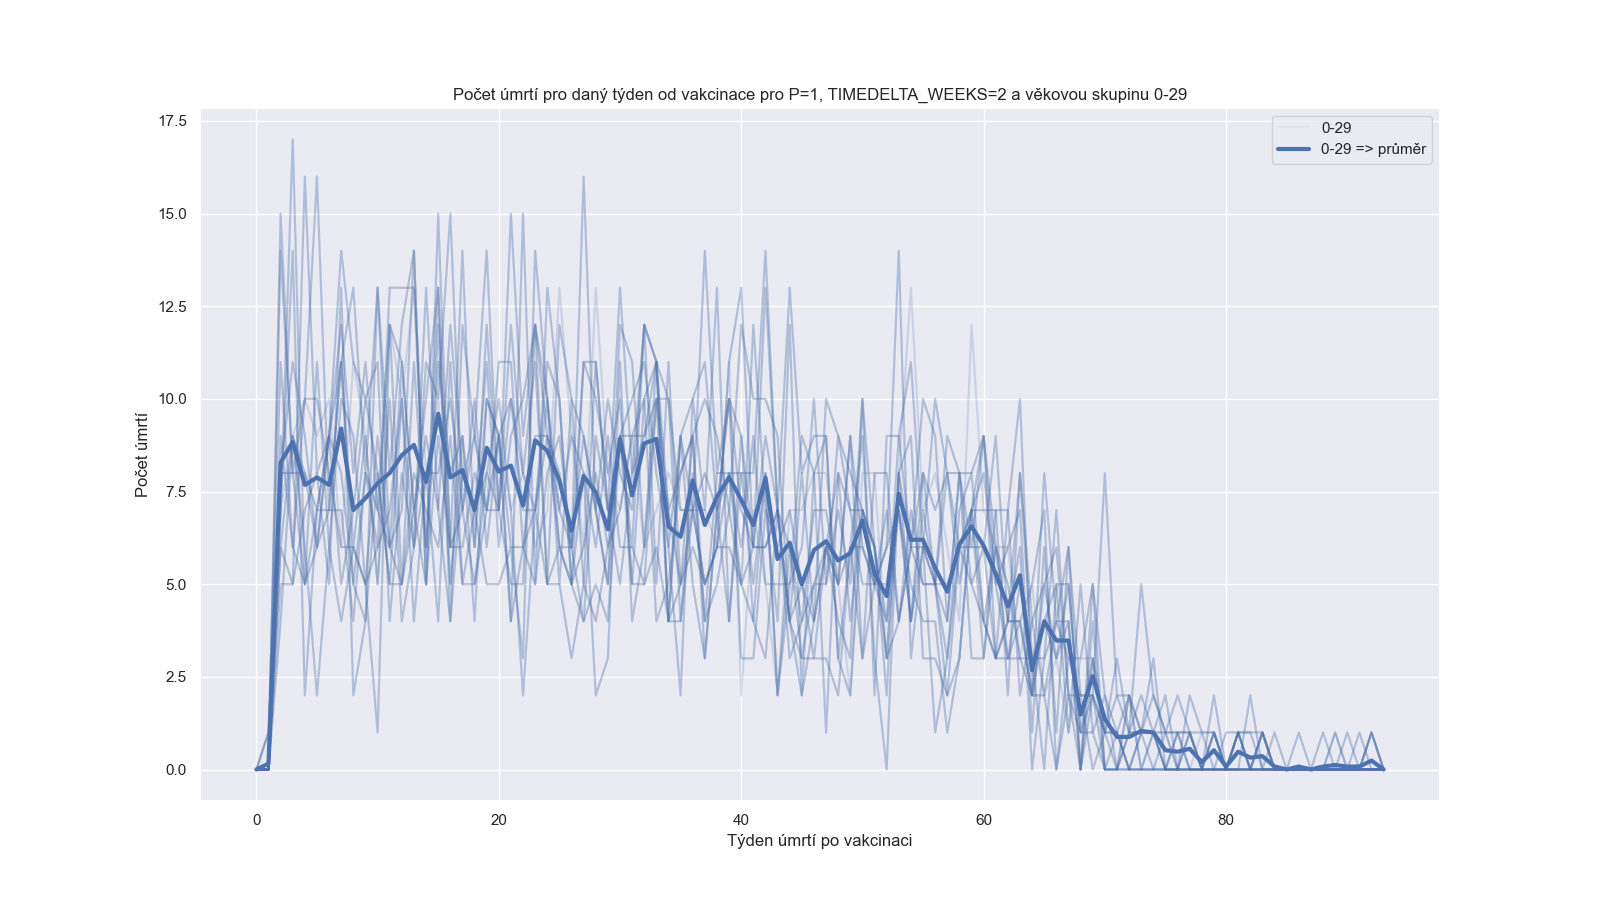 Počet úmrtí pro daný týden od vakcinace pro P=1, TIMEDELTA_WEEKS=2 a věkovou skupinu 0-29
0-29
0-29 => průměr
17.5
15.0
12.5
10.0
7.5
5.0
2.5
0.0
Počet úmrtí
0 20 40 60 80
Týden úmrtí po vakcinaci